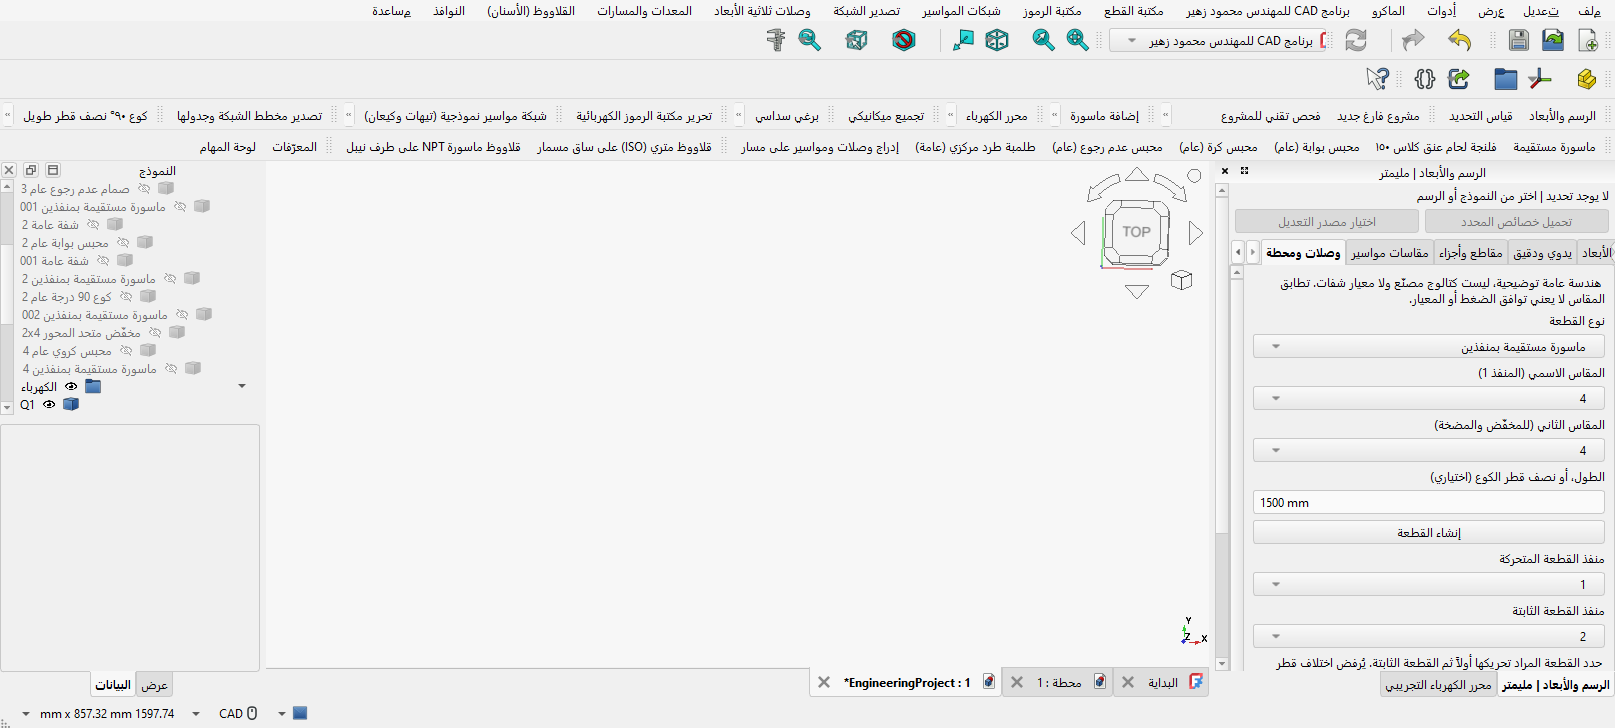 ملف تعديل عرض أدوات الماكرو برنامج CAD للمهندس محمود زهير مكتبة القطع مكتبة الرموز شبكات المواسير تصدير الشبكة وصلات ثلاثية الأبعاد المعدات والمسارات القلاووظ (الأسنان) النوافذ مساعدة
برنامج CAD للمهندس محمود زهير
الرسم والأبعاد قياس التحديد مشروع فارغ جديد فحص تقني للمشروع » إضافة ماسورة » محرر الكهرباء » تجميع ميكانيكي برغي سداسي » تحرير مكتبة الرموز الكهربائية شبكة مواسير نموذجية (تيهات وكيعان) » تصدير مخطط الشبكة وجدولها كوع ٩٠° نصف قطر طويل »
ماسورة مستقيمة فلنجة لحام عنق كلاس ١٥٠ محبس بوابة (عام) محبس كرة (عام) محبس عدم رجوع (عام) طلمبة طرد مركزي (عامة) إدراج وصلات ومواسير على مسار قلاووظ متري (ISO) على ساق مسمار قلاووظ ماسورة NPT على طرف نيبل المعرّفات لوحة المهام
الرسم والأبعاد | مليمتر
لا يوجد تحديد | اختر من النموذج أو الرسم
تحميل خصائص المحدد
اختيار مصدر التعديل
الأبعاد يدوي ودقيق مقاطع وأجزاء مقاسات مواسير وصلات ومحطة
هندسة عامة توضيحية، ليست كتالوج مصنّع ولا معيار شفات. تطابق
المقاس لا يعني توافق الضغط أو المعيار.
نوع القطعة
ماسورة مستقيمة بمنفذين
المقاس الاسمي (المنفذ 1)
4
المقاس الثاني (للمخفّض والمضخة)
4
الطول، أو نصف قطر الكوع (اختياري)
1500 mm
إنشاء القطعة
منفذ القطعة المتحركة
1
منفذ القطعة الثابتة
2
حدد القطعة المراد تحريكها أولاً ثم القطعة الثابتة. يُرفض اختلاف قطر
الرسم والأبعاد | مليمتر محرر الكهرباء التجريبي
TOP
Y
Z X
النموذج
صمام عدم رجوع عام 3
ماسورة مستقيمة بمنفذين 001
شفة عامة 2
محبس بوابة عام 2
شفة عامة 001
ماسورة مستقيمة بمنفذين 2
كوع 90 درجة عام 2
ماسورة مستقيمة بمنفذين 002
مخفّض متحد المحور 2x4
محبس كروي عام 4
ماسورة مستقيمة بمنفذين 4
الكهرباء
Q1
عرض البيانات
البداية
محطة : 1
EngineeringProject : 1*
CAD
1597.74 mm x 857.32 mm